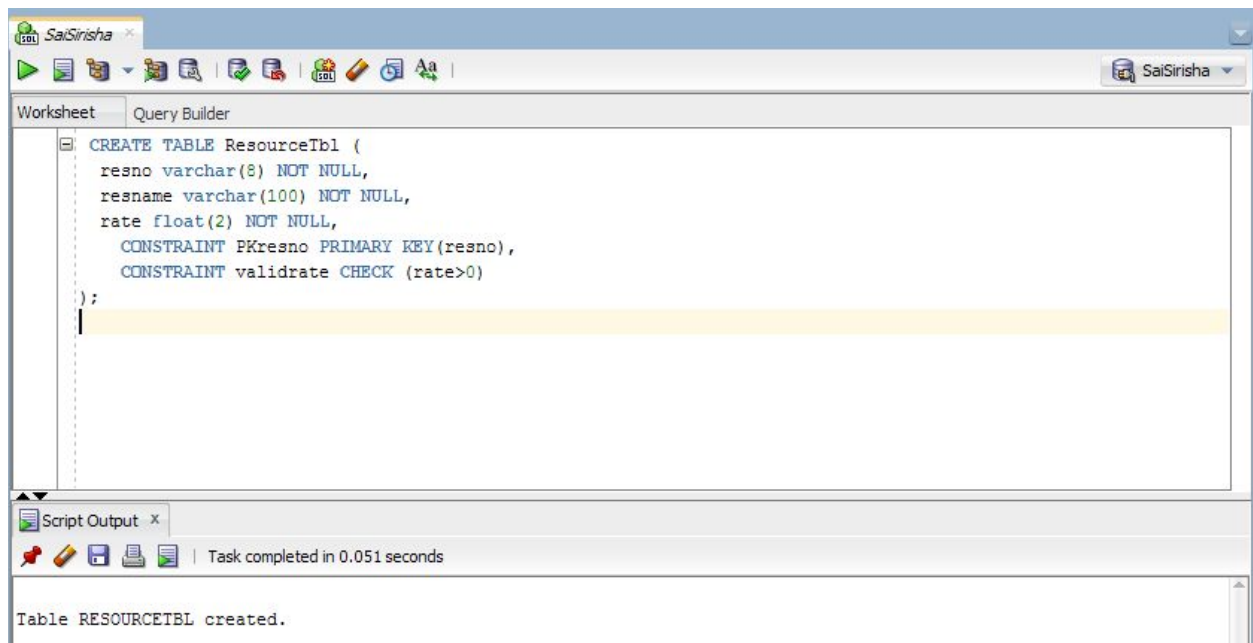 SaiSirisha
SaiSirisha
Worksheet Query Builder
CREATE TABLE ResourceTbl (
resno varchar(8) NOT NULL,
resname varchar(100) NOT NULL,
rate float(2) NOT NULL,
CONSTRAINT PKresno PRIMARY KEY(resno),
CONSTRAINT validrate CHECK (rate>0)
);
Script Output x
Task completed in 0.051 seconds
Table RESOURCETBL created.